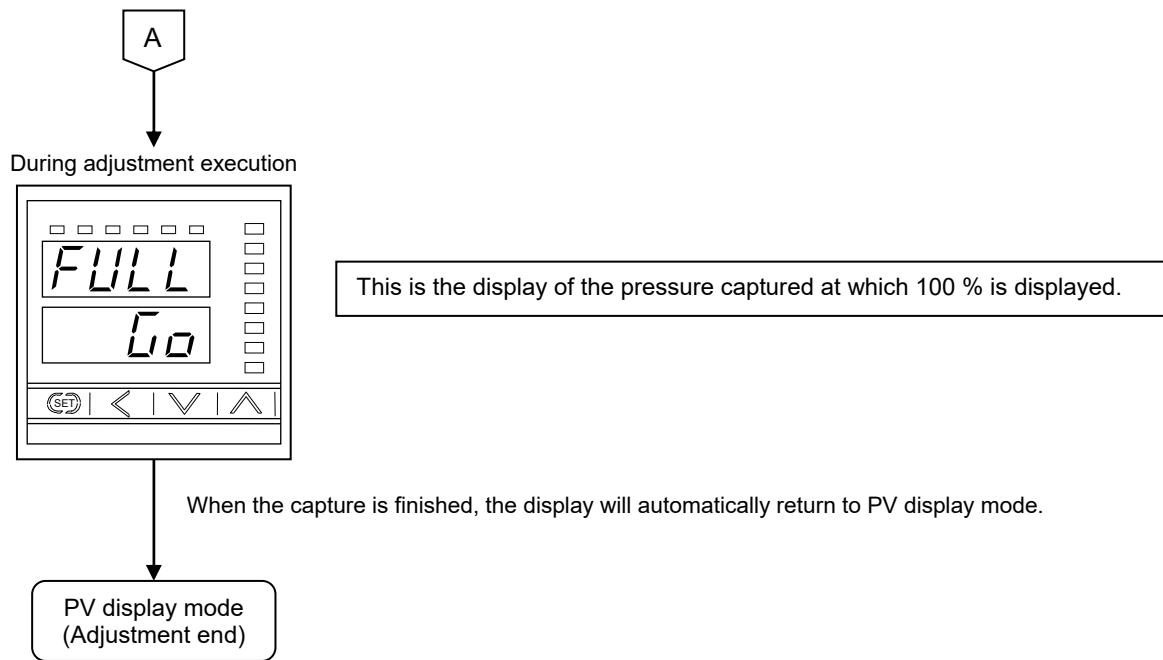 A
During adjustment execution
FULL
Go
This is the display of the pressure captured at which 100 % is displayed.
SET
When the capture is finished, the display will automatically return to PV display mode.
PV display mode
(Adjustment end)